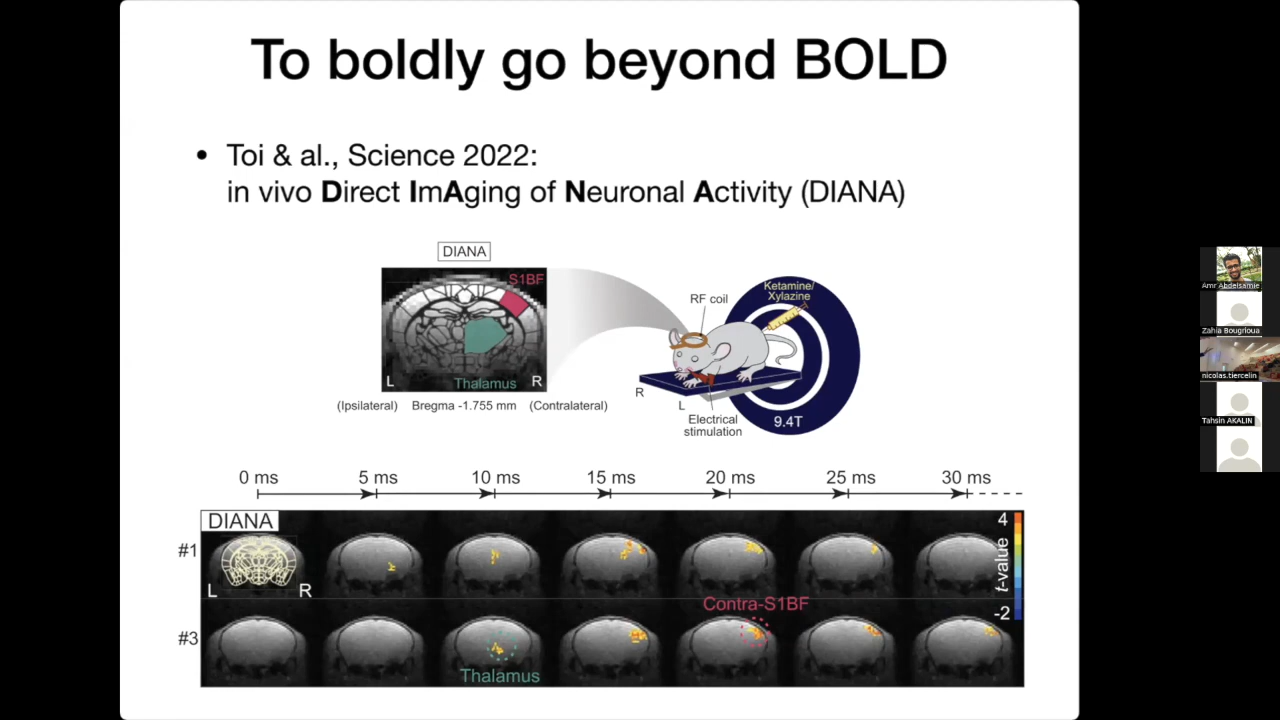 To boldly go beyond BOLD
• Toi & al., Science 2022:
in vivo Direct ImAging of Neuronal Activity (DIANA)
DIANA
S1BF
L
Thalamus
R
(Ipsilateral)
Bregma -1.755 mm
(Contralateral)
RF coil
Ketamine/
Xylazine
R
L
Electrical
stimulation
9.4T
0 ms
5 ms
10 ms
15 ms
20 ms
25 ms
30 ms
DIANA
#1
L
R
4
t-value
-2
Contra-S1BF
#3
Thalamus
Amr Abdelsamie
Zahia Bougrioua
nicolas.tiercelin
Tahsin AKALIN